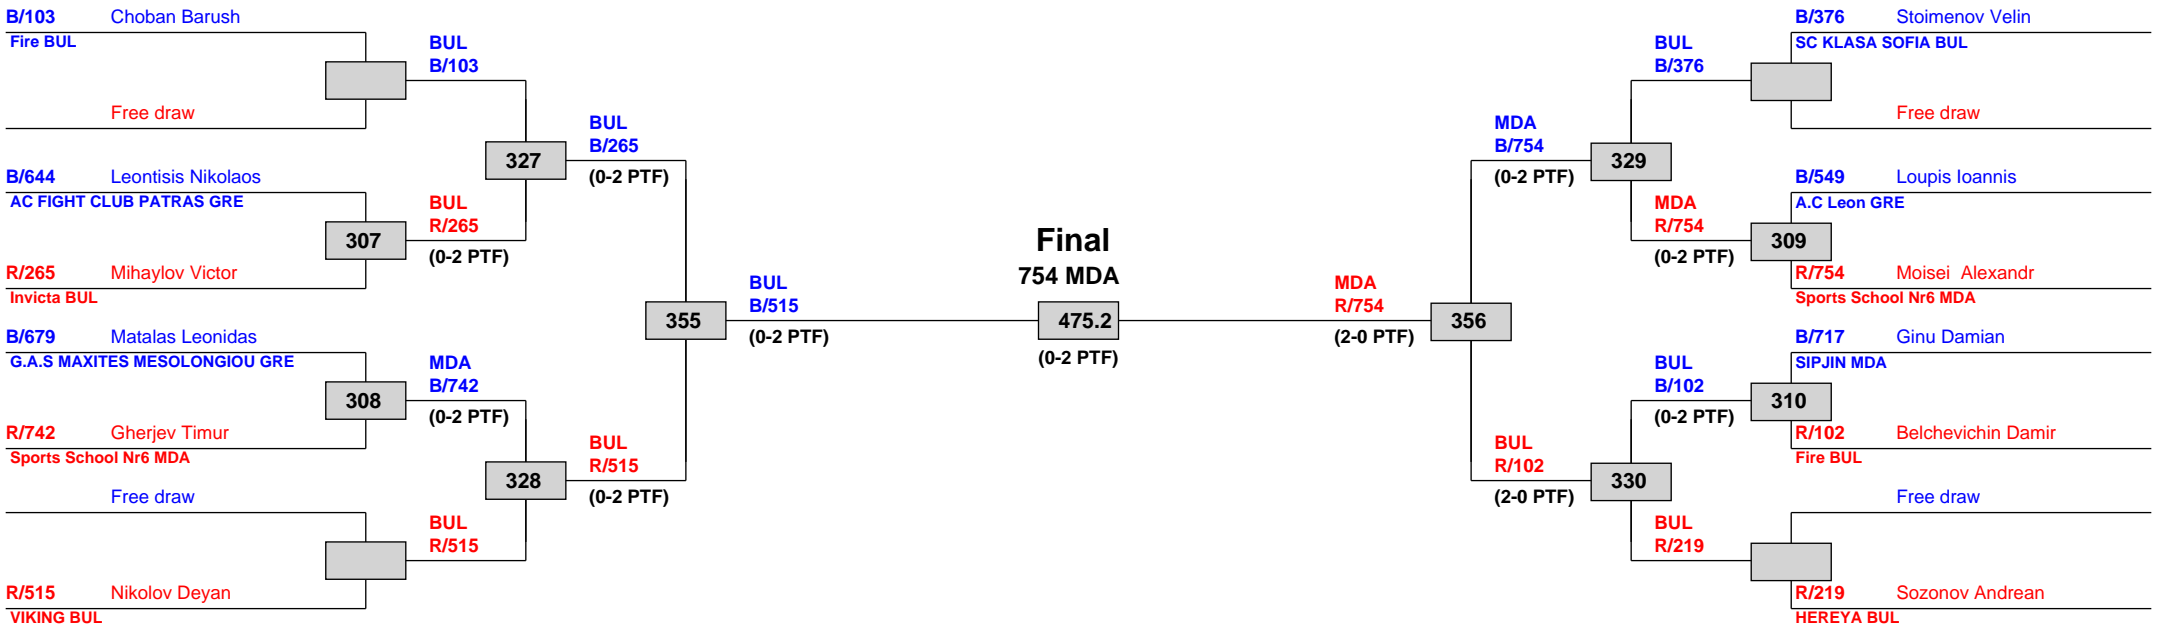 B/103 Choban Barush
Fire BUL
Free draw
BUL
B/103
B/644 Leontisis Nikolaos
AC FIGHT CLUB PATRAS GRE
307
R/265 Mihaylov Victor
Invicta BUL
BUL
R/265
(0-2 PTF)
327
BUL
B/265
(0-2 PTF)
B/679 Matalas Leonidas
G.A.S MAXITES MESOLONGIOU GRE
308
R/742 Gherjev Timur
Sports School Nr6 MDA
MDA
B/742
(0-2 PTF)
Free draw
R/515 Nikolov Deyan
VIKING BUL
BUL
R/515
328
BUL
R/515
(0-2 PTF)
355
BUL
B/515
(0-2 PTF)
Final
754 MDA
475.2
(0-2 PTF)
MDA
R/754
(2-0 PTF)
356
MDA
B/754
(0-2 PTF)
329
BUL
B/376
B/376 Stoimenov Velin
SC KLASA SOFIA BUL
Free draw
MDA
R/754
(0-2 PTF)
B/549 Loupis Ioannis
A.C Leon GRE
309
R/754 Moisei Alexandr
Sports School Nr6 MDA
BUL
R/102
(2-0 PTF)
330
BUL
B/102
(0-2 PTF)
B/717 Ginu Damian
SIPJIN MDA
310
R/102 Belchevichin Damir
Fire BUL
BUL
R/219
Free draw
R/219 Sozonov Andrean
HEREYA BUL